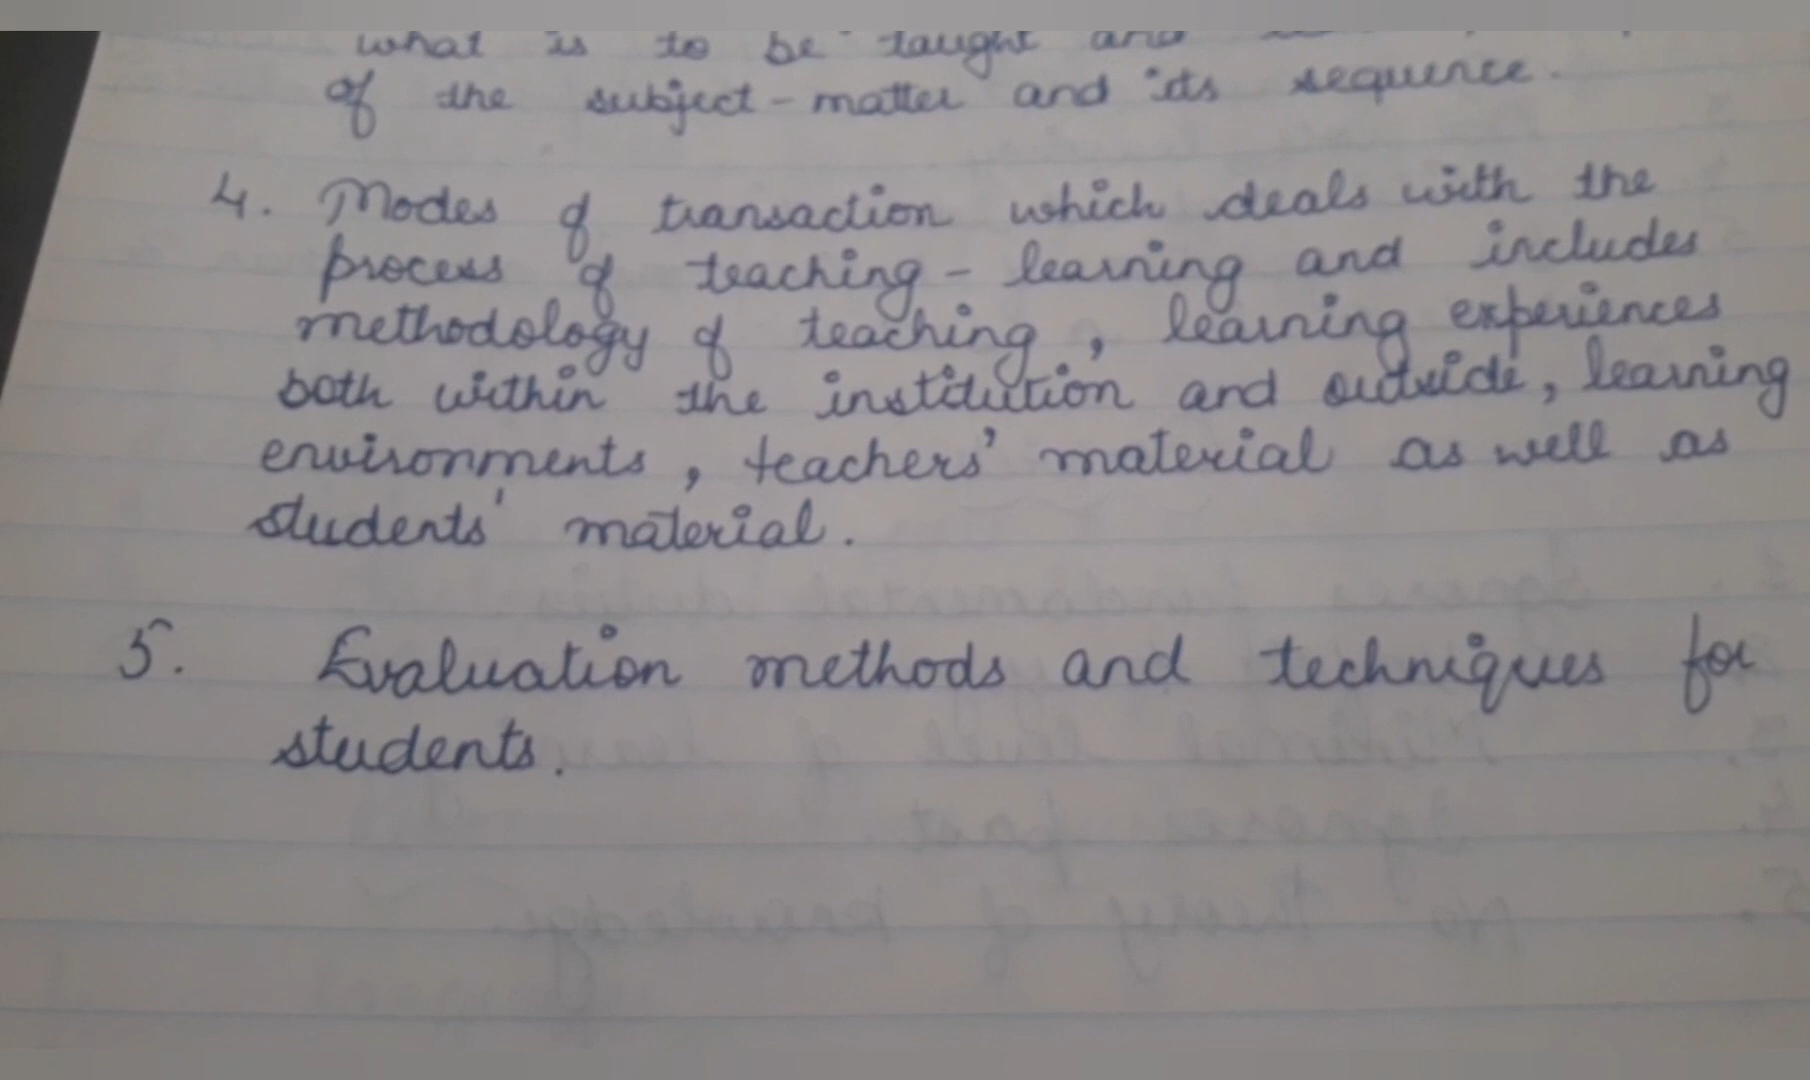 what is to be taught and
of the subject - matter and its sequence.
4. Modes of transaction which deals with the
process of teaching - learning and includes
methodology of teaching, learning experiences
both within the institution and outside, learning
environments, teachers' material as well as
students' material.
5. Evaluation methods and techniques for
students.